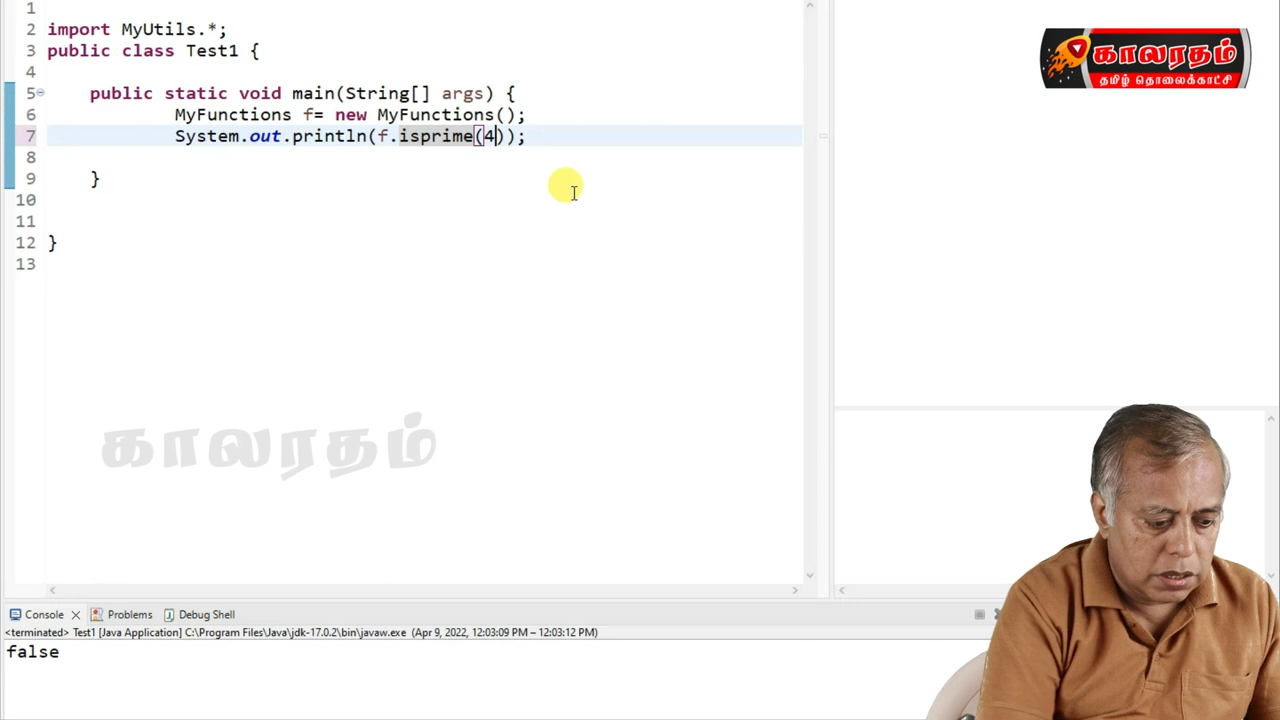 1
2 import MyUtils.*;
3 public class Test1 {
4
5 public static void main(String[] args) {
6 MyFunctions f= new MyFunctions();
7 System.out.println(f.isprime(4));
8
9 }
10
11
12 }
13
காலரதம்
தமிழ் தொலைக்காட்சி
காலரதம்
Console Problems Debug Shell
<terminated> Test1 [Java Application] C:\Program Files\Java\jdk-17.0.2\bin\javaw.exe (Apr 9, 2022, 12:03:09 PM – 12:03:12 PM)
false